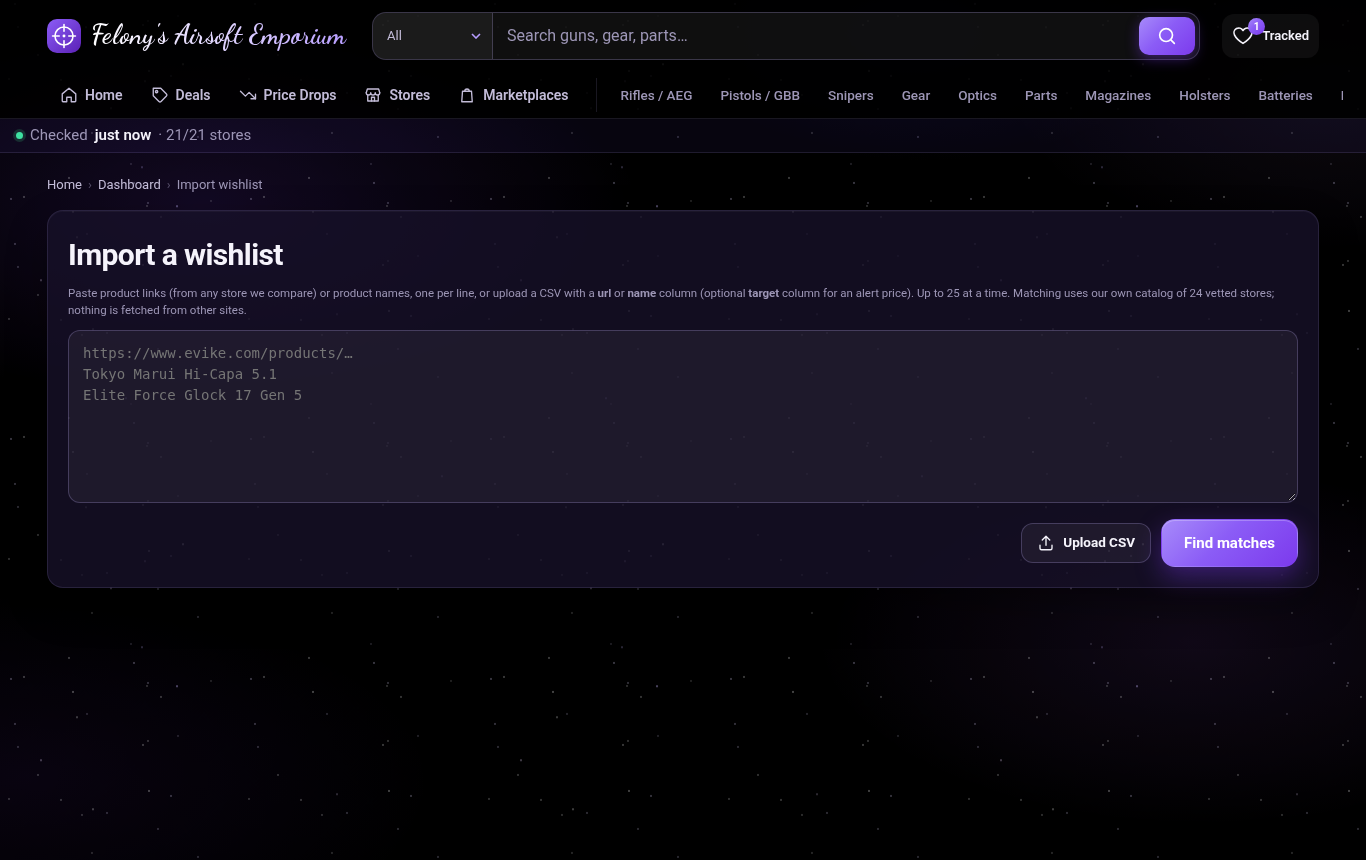 Felony's Airsoft Emporium
All
Search guns, gear, parts…
1
Tracked
Home
Deals
Price Drops
Stores
Marketplaces
Rifles / AEG
Pistols / GBB
Snipers
Gear
Optics
Parts
Magazines
Holsters
Batteries
Checked just now · 21/21 stores
Home › Dashboard › Import wishlist
Import a wishlist
Paste product links (from any store we compare) or product names, one per line, or upload a CSV with a url or name column (optional target column for an alert price). Up to 25 at a time. Matching uses our own catalog of 24 vetted stores;
nothing is fetched from other sites.
https://www.evike.com/products/…
Tokyo Marui Hi-Capa 5.1
Elite Force Glock 17 Gen 5
Upload CSV
Find matches